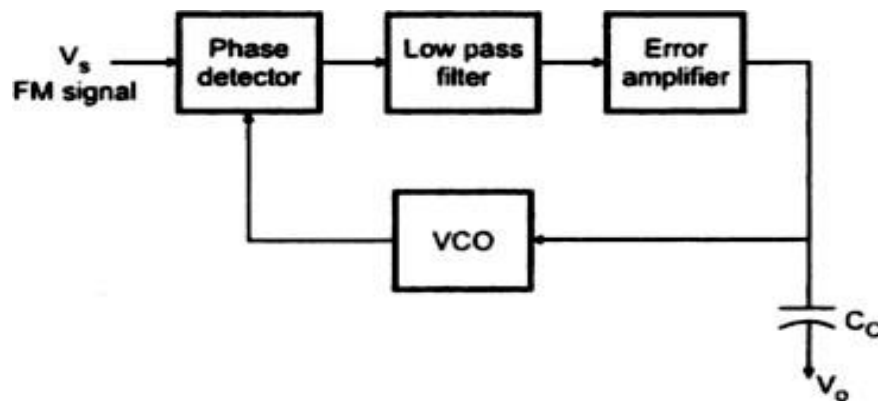 Phase
detector
Low pass
filter
Error
amplifier
Vs
FM signal
VCO
CC
Vo